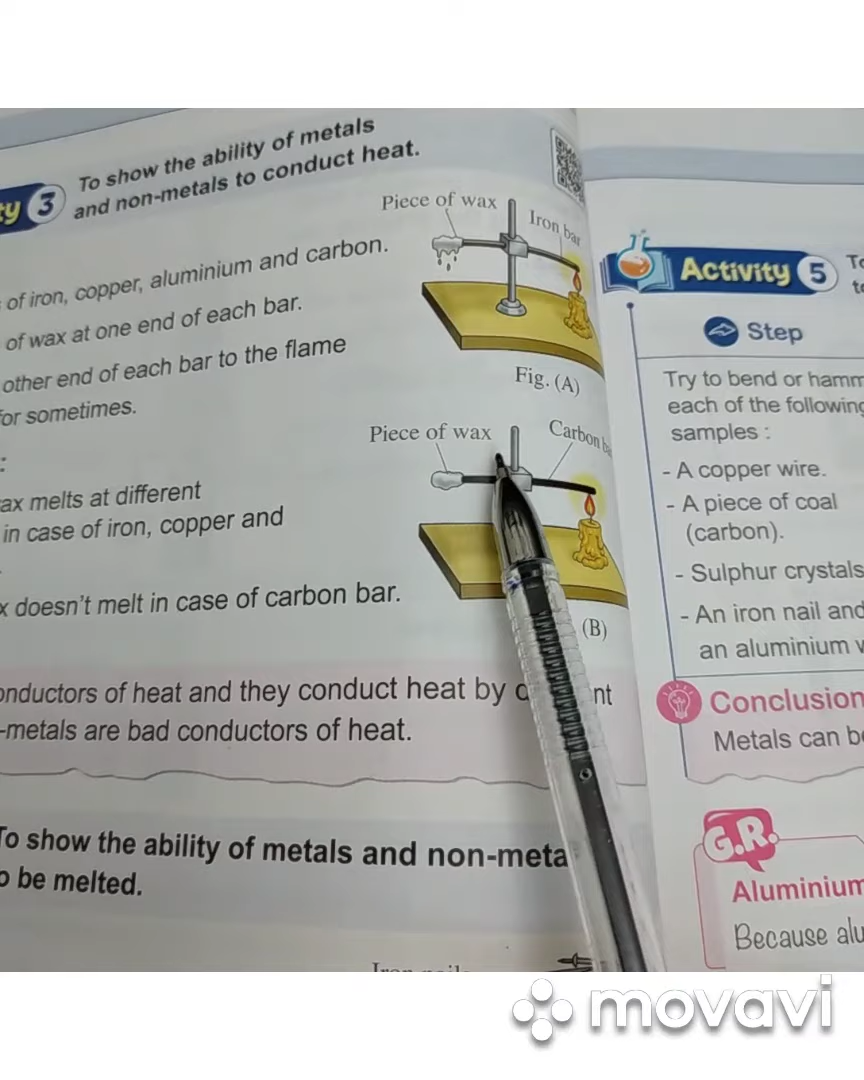 ty 3
To show the ability of metals
and non-metals to conduct heat.
of iron, copper, aluminium and carbon.
of wax at one end of each bar.
other end of each bar to the flame
for sometimes.
:
ax melts at different
in case of iron, copper and
x doesn't melt in case of carbon bar.
onductors of heat and they conduct heat by
nt
-metals are bad conductors of heat.
To show the ability of metals and non-meta
o be melted.
Piece of wax
Iron bar
Fig. (A)
Piece of wax
Carbon b
(B)
Activity 5
To
to
Step
Try to bend or hamm
each of the following
samples :
- A copper wire.
- A piece of coal
(carbon).
- Sulphur crystals
- An iron nail and
an aluminium w
Conclusion
Metals can be
G.R.
Aluminium
Because alu
movavi